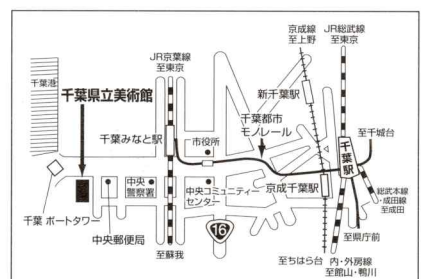 京成線
至上野
JR総武線
至東京
JR京葉線
至東京
千葉港
千葉県立美術館
新千葉駅
千葉都市
モノレール
千葉みなと駅
市役所
至千城台
千葉駅
中央
警察署
中央コミュニティー
センター
京成千葉駅
総武本線
・成田線
至成田
千葉 ポートタワー
中央郵便局
16
至県庁前
至蘇我
至ちはら台
内・外房線
至館山・鴨川